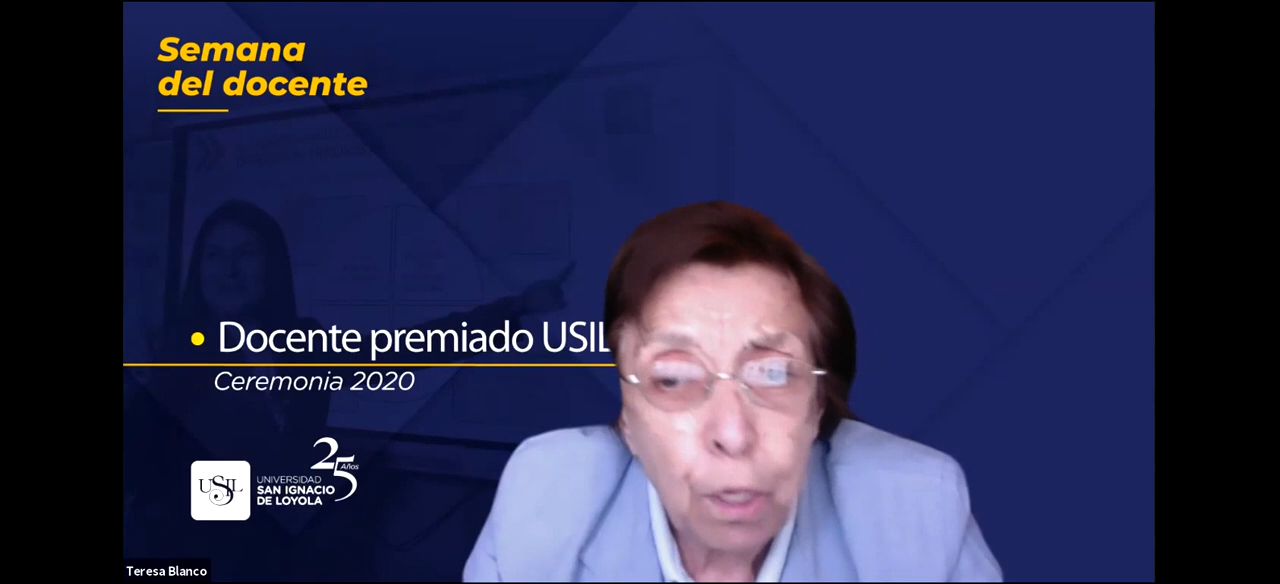 Semana
del docente
Docente premiado USIL
Ceremonia 2020
25 Años
USIL
UNIVERSIDAD
SAN IGNACIO
DE LOYOLA
Teresa Blanco